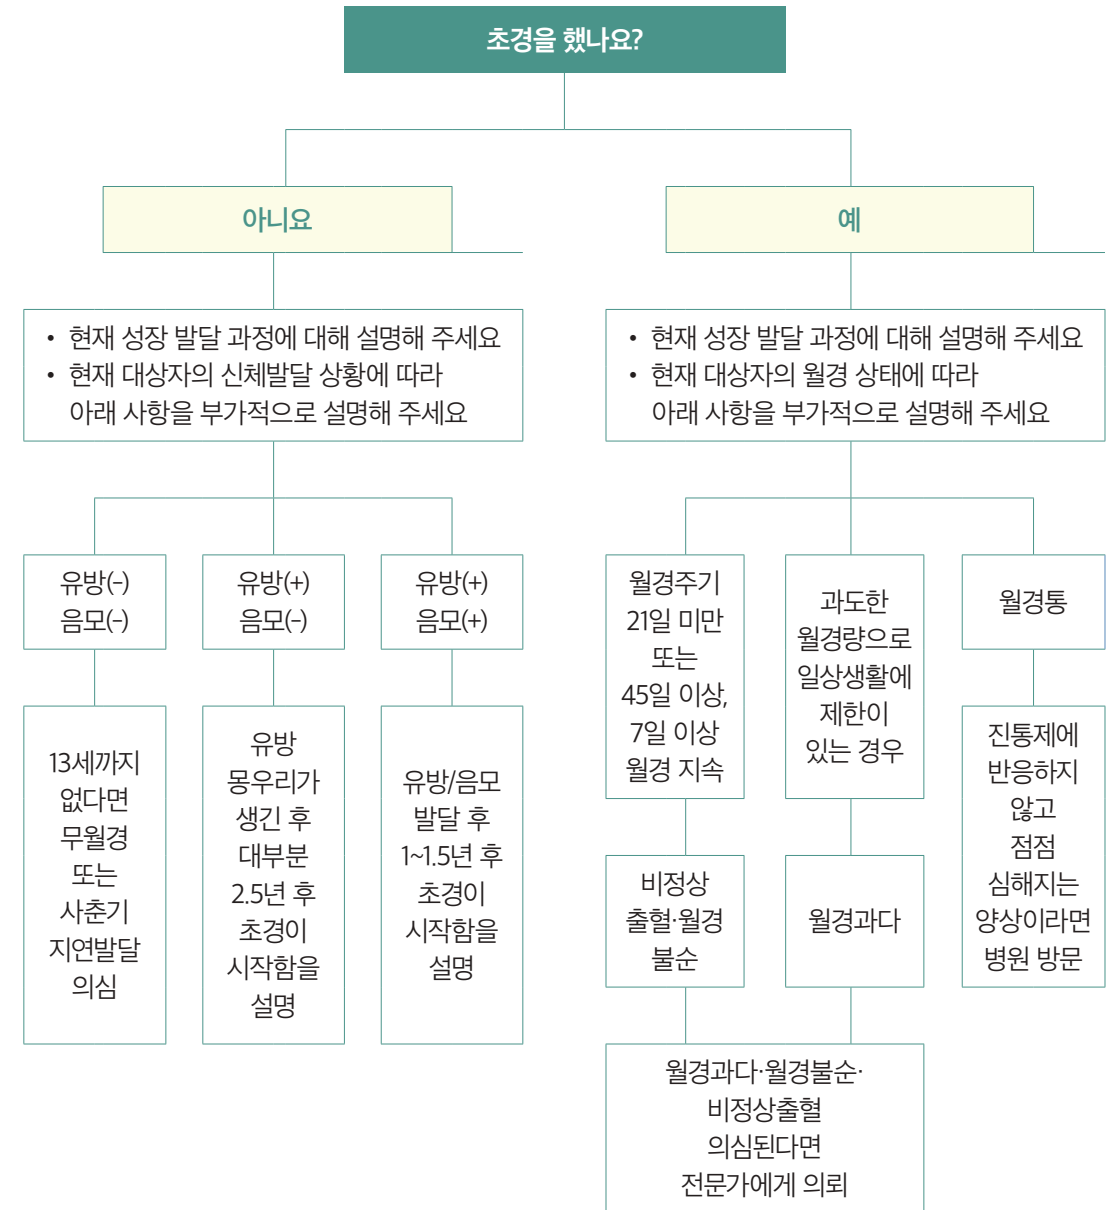 초경을 했나요?
아니요
예
• 현재 성장 발달 과정에 대해 설명해 주세요
• 현재 대상자의 신체발달 상황에 따라
아래 사항을 부가적으로 설명해 주세요
• 현재 성장 발달 과정에 대해 설명해 주세요
• 현재 대상자의 월경 상태에 따라
아래 사항을 부가적으로 설명해 주세요
유방(-)
음모(-)
유방(+)
음모(-)
유방(+)
음모(+)
월경주기
21일 미만
또는
45일 이상,
7일 이상
월경 지속
과도한
월경량으로
일상생활에
제한이
있는 경우
월경통
13세까지
없다면
무월경
또는
사춘기
지연발달
의심
유방
몽우리가
생긴 후
대부분
2.5년 후
초경이
시작함을
설명
유방/음모
발달 후
1~1.5년 후
초경이
시작함을
설명
비정상
출혈·월경
불순
월경과다
진통제에
반응하지
않고
점점
심해지는
양상이라면
병원 방문
월경과다·월경불순·
비정상출혈
의심된다면
전문가에게 의뢰